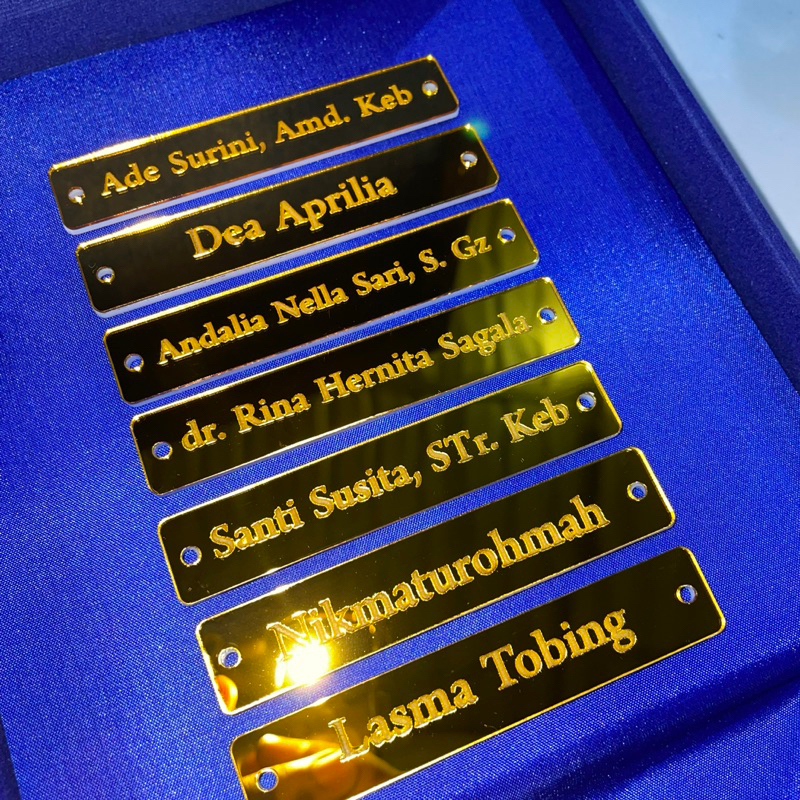 Ade Surini, Amd. Keb
Dea Aprilia
Andalia Nella Sari, S. Gz
dr. Rina Hernita Sagala
Santi Susita, STr. Keb
Nikmaturohmah
Lasma Tobing